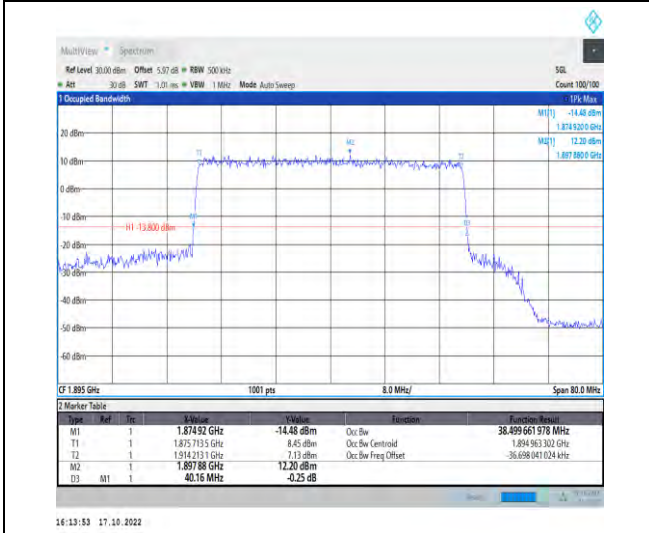 MultiView Spectrum
Ref Level 30.00 dBm Offset 5.97 dB RBW 500 kHz SGL
Att 30 dB SWT 1.01 ms VBW 1 MHz Mode Auto Sweep Count 100/100
1 Occupied Bandwidth 1Pk Max
M1[1] -14.48 dBm
1.874 920 0 GHz
M2[1] 12.20 dBm
1.897 880 0 GHz
20 dBm
M2
T1
T2
10 dBm
0 dBm
-10 dBm
M1
H1 -13.800 dBm
D3
-20 dBm
-30 dBm
-40 dBm
-50 dBm
-60 dBm
CF 1.895 GHz 1001 pts 8.0 MHz/ Span 80.0 MHz
2 Marker Table
Type Ref Trc X-Value Y-Value Function Function Result
M1 1 1.874 92 GHz -14.48 dBm Occ Bw 38.499 661 978 MHz
T1 1 1.875 713 5 GHz 8.45 dBm Occ Bw Centroid 1.894 963 302 GHz
T2 1 1.914 213 1 GHz 7.13 dBm Occ Bw Freq Offset -36.698 041 024 kHz
M2 1 1.897 88 GHz 12.20 dBm
D3 M1 1 40.16 MHz -0.25 dB
16:13:53 17.10.2022